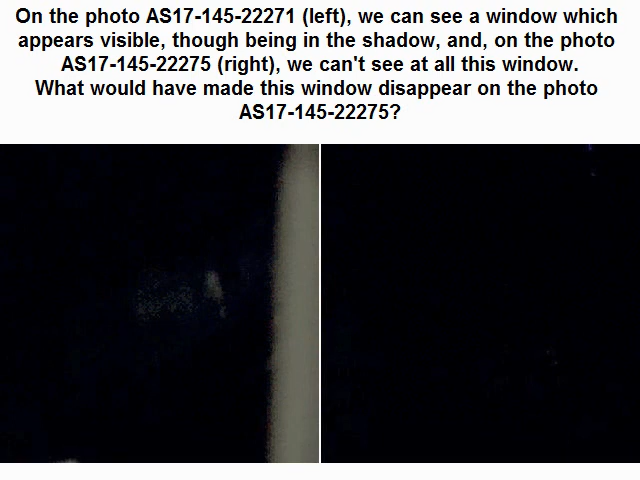 On the photo AS17-145-22271 (left), we can see a window which
appears visible, though being in the shadow, and, on the photo
AS17-145-22275 (right), we can't see at all this window.
What would have made this window disappear on the photo
AS17-145-22275?